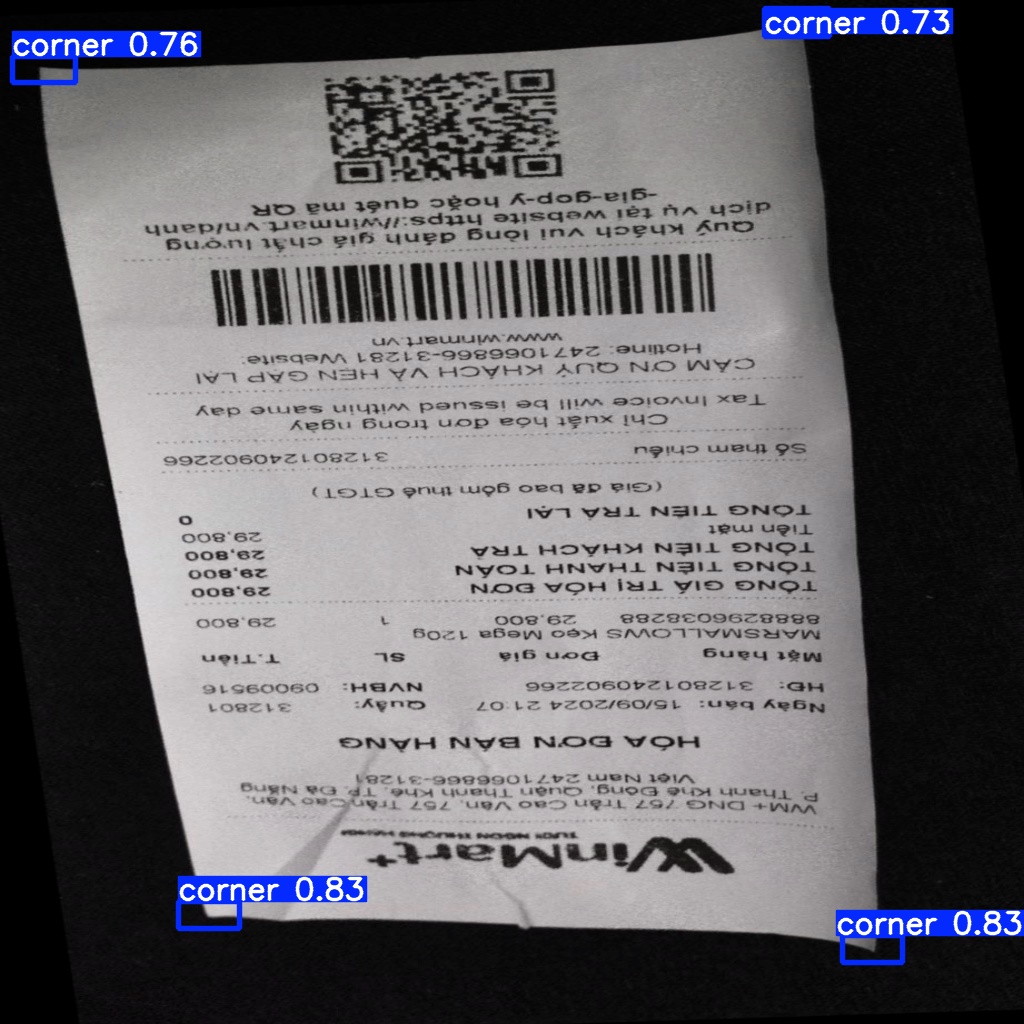 corner 0.76
corner 0.73
WinMart+
TƯƠI NGON THƯỢNG HẠNG
WM+ DNG 757 Trần Cao Vân, 757 Trần Cao Vân,
P. Thanh Khê Đông, Quận Thanh Khê, TP. Đà Nẵng
Việt Nam 2471066866-31281
HÓA ĐƠN BÁN HÀNG
Ngày bán: 15/09/2024 21:07 Quầy: 312801
HĐ: 312801240902266 NVBH: 09009516
Mặt hàng Đơn giá SL T.Tiền
MARSMALLOWS Kẹo Mega 120g
8888296038288 29,800 1 29,800
TỔNG GIÁ TRỊ HÓA ĐƠN 29,800
TỔNG TIỀN THANH TOÁN 29,800
TỔNG TIỀN KHÁCH TRẢ 29,800
Tiền mặt 29,800
TỔNG TIỀN TRẢ LẠI 0
(Giá đã bao gồm thuế GTGT)
Số tham chiếu 312801240902266
Chỉ xuất hóa đơn trong ngày
Tax Invoice will be issued within same day
CẢM ƠN QUÝ KHÁCH VÀ HẸN GẶP LẠI
Hotline: 2471066866-31281 Website:
www.winmart.vn
Quý khách vui lòng đánh giá chất lượng
dịch vụ tại website https://winmart.vn/danh
-gia-gop-y hoặc quét mã QR
corner 0.83
corner 0.83